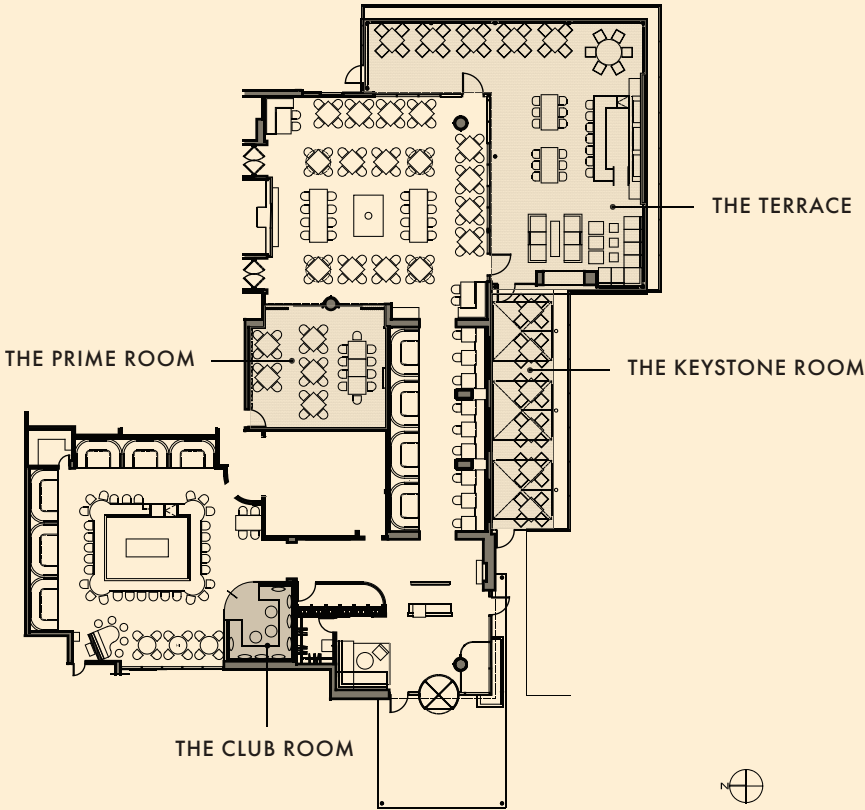 THE TERRACE
THE PRIME ROOM
THE KEYSTONE ROOM
THE CLUB ROOM
N